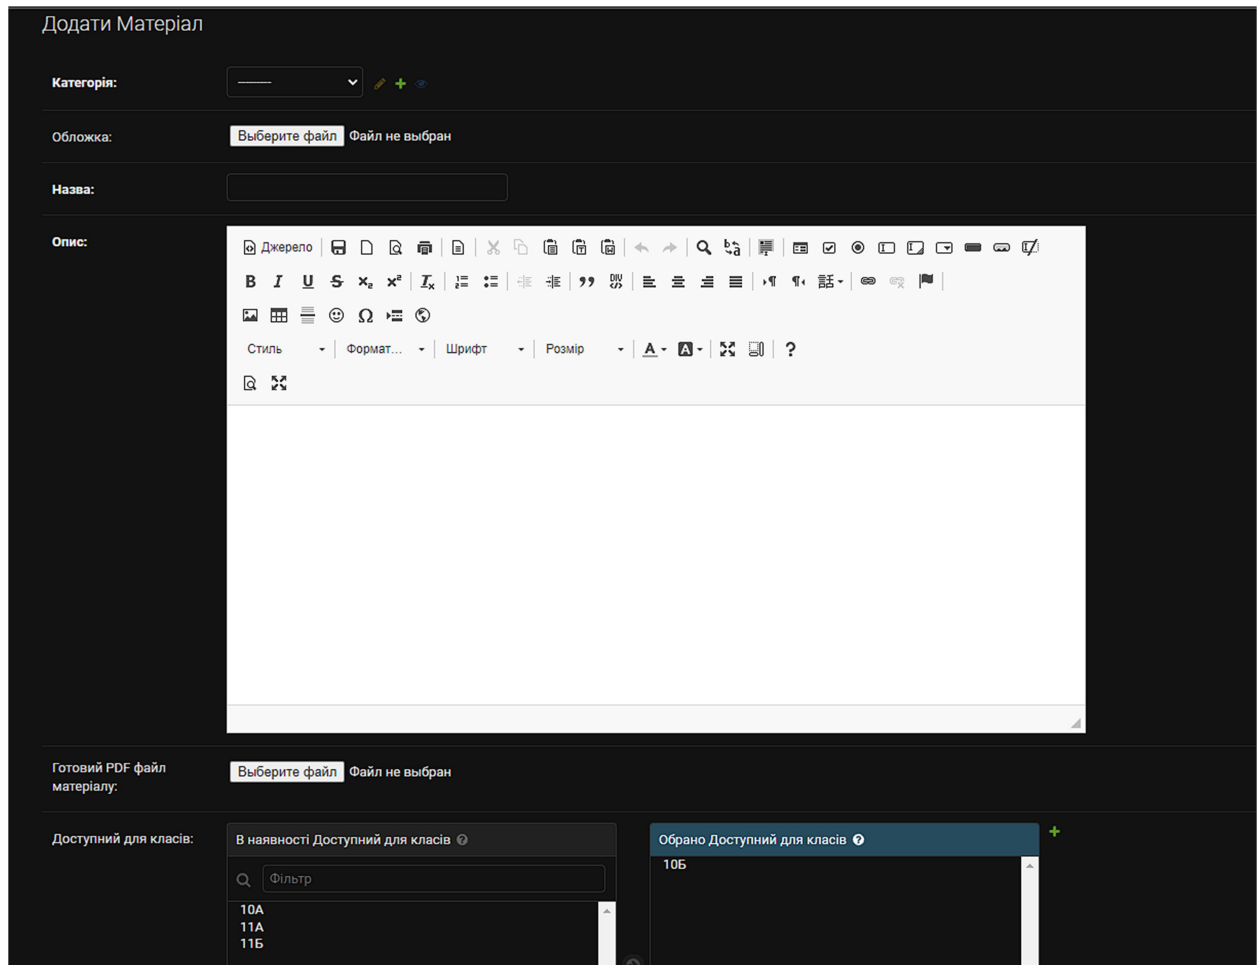 Додати Матеріал
Категорія:
---------
Обложка:
Выберите файл Файл не выбран
Назва:
Опис:
Джерело
Стиль Формат... Шрифт Розмір
Готовий PDF файл
матеріалу:
Выберите файл Файл не выбран
Доступний для класів:
В наявності Доступний для класів
Фільтр
10А
11А
11Б
Обрано Доступний для класів
10Б